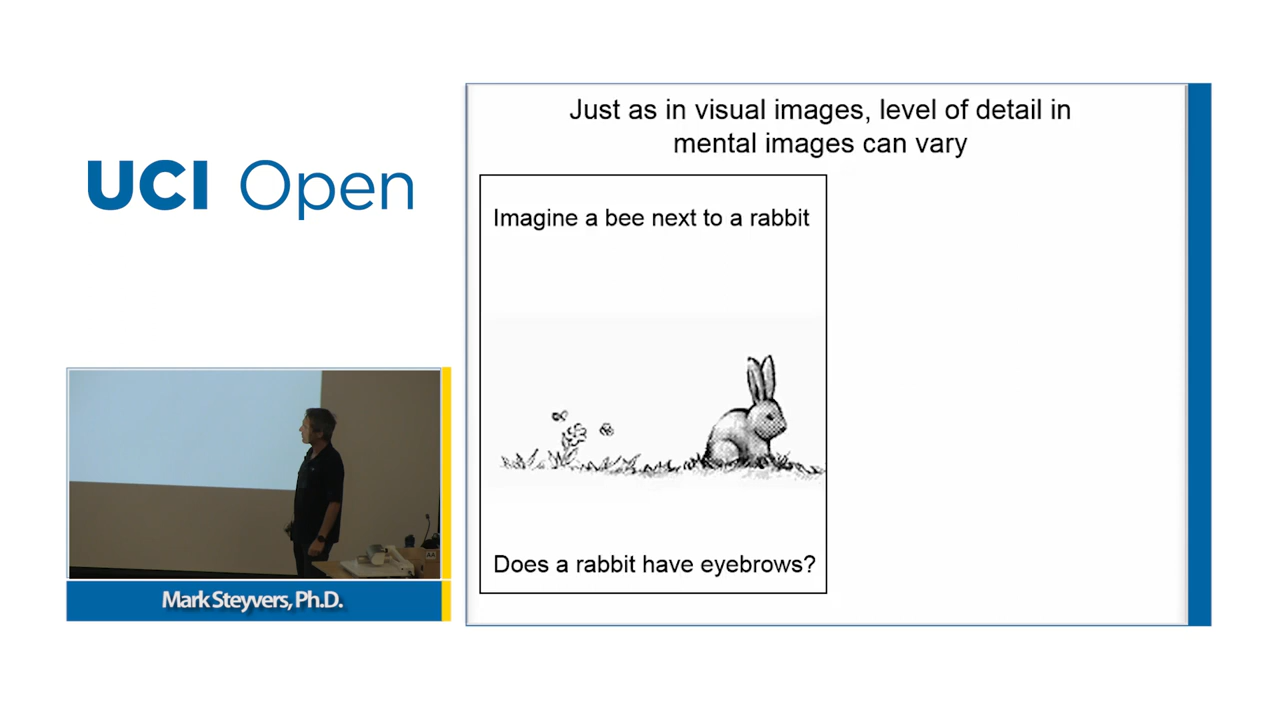 UCI Open
Just as in visual images, level of detail in
mental images can vary
Imagine a bee next to a rabbit
Does a rabbit have eyebrows?
Mark Steyvers, Ph.D.